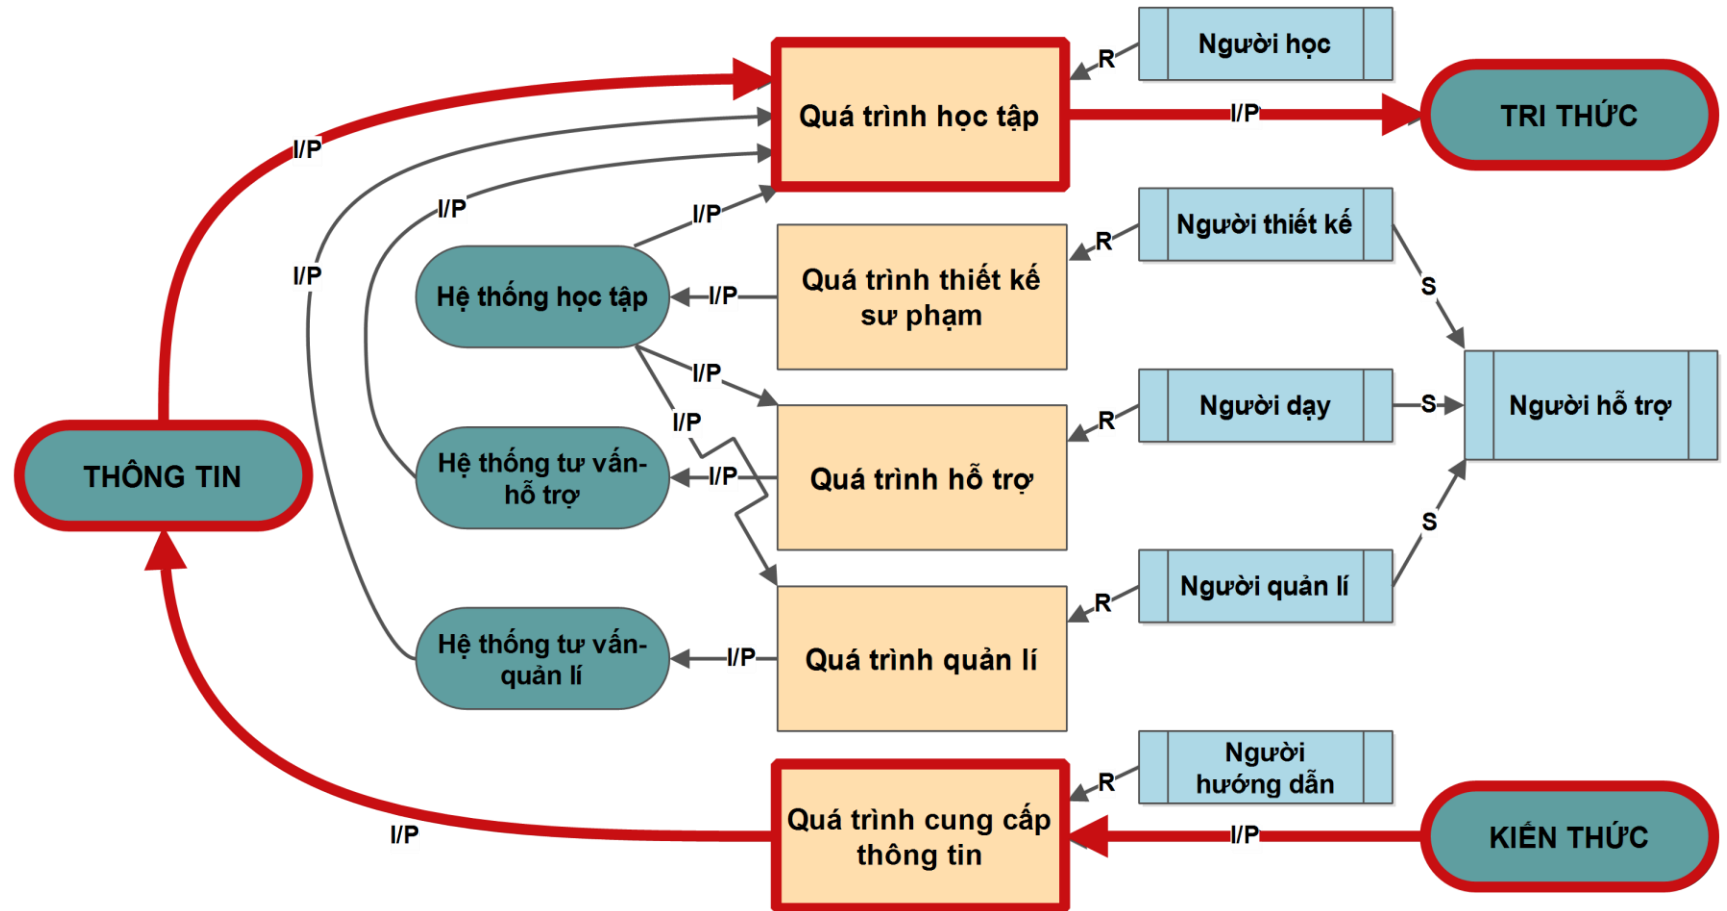 Người học
R
Quá trình học tập
I/P
TRI THỨC
I/P
I/P
I/P
I/P
Người thiết kế
R
Hệ thống học tập
I/P
Quá trình thiết kế
sư phạm
S
I/P
I/P
Người dạy
R
S
Người hỗ trợ
THÔNG TIN
Hệ thống tư vấn-
hỗ trợ
I/P
Quá trình hỗ trợ
S
Người quản lí
R
Hệ thống tư vấn-
quản lí
I/P
Quá trình quản lí
Người
hướng dẫn
R
I/P
Quá trình cung cấp
thông tin
I/P
KIẾN THỨC